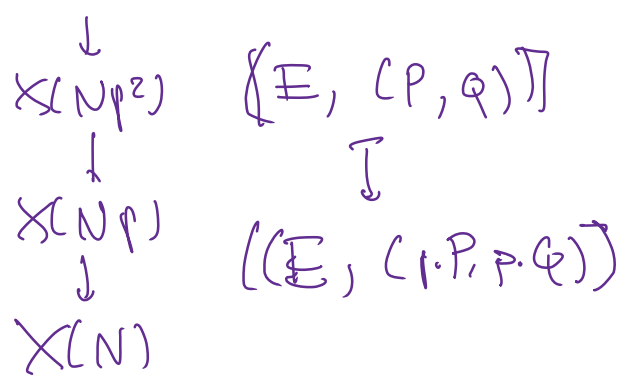 ↓
X(Np²) [(E, (P, Q))]
↓ ↧
X(Np) [(E, (p·P, p·Q))]
↓
X(N)